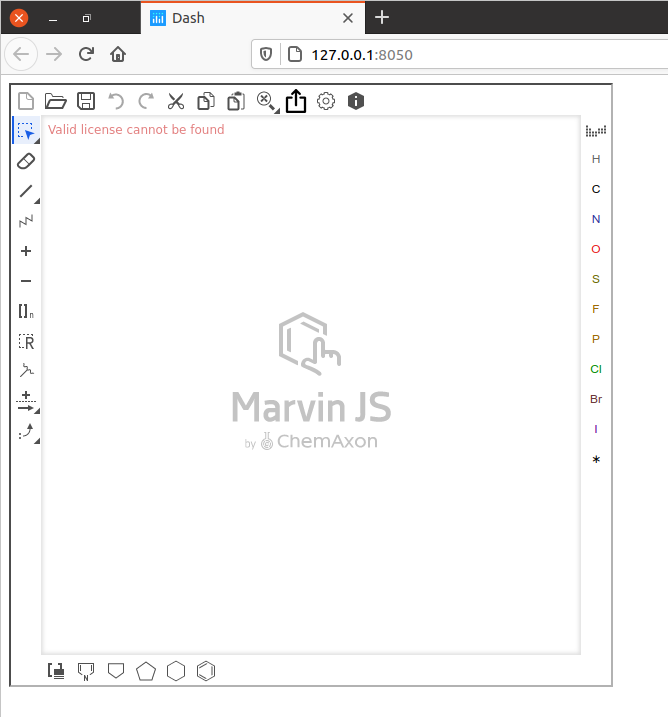 Dash
127.0.0.1:8050
Valid license cannot be found
H
C
N
O
S
F
P
Cl
Br
I
*
[]n
R
Marvin JS
by ChemAxon
N